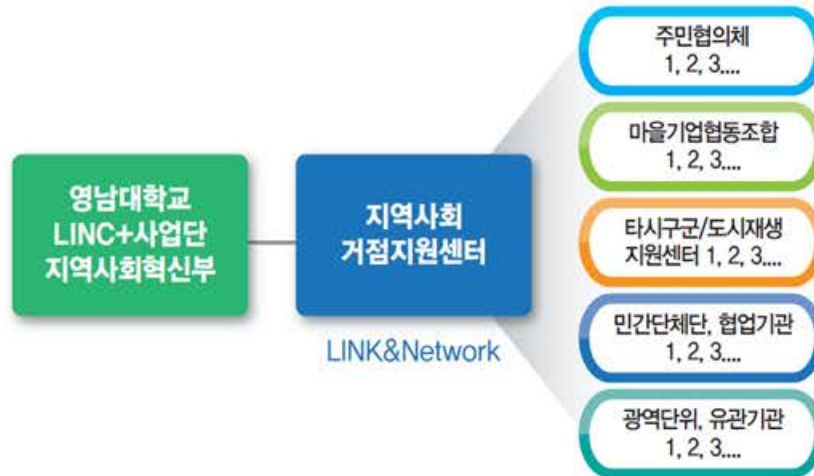 영남대학교
LINC+사업단
지역사회혁신부
지역사회
거점지원센터
LINK&Network
주민협의체
1, 2, 3....
마을기업협동조합
1, 2, 3....
타시구군/도시재생
지원센터 1, 2, 3....
민간단체단, 협업기관
1, 2, 3....
광역단위, 유관기관
1, 2, 3....